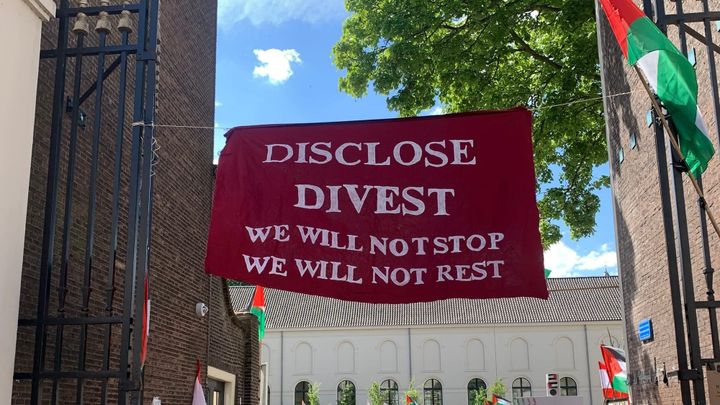 DISCLOSE
DIVEST
WE WILL NOT STOP
WE WILL NOT REST